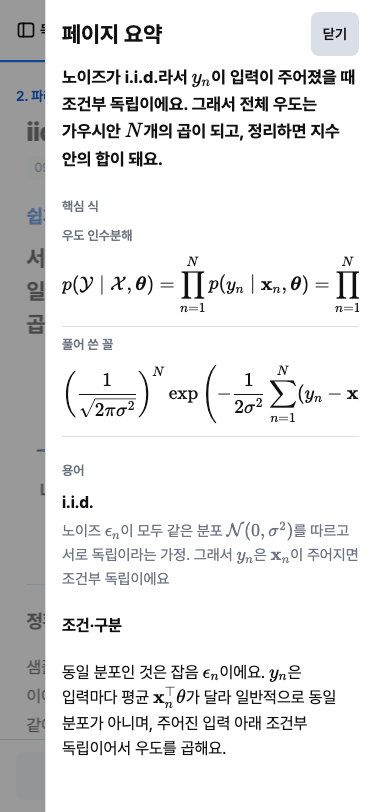 페이지 요약
닫기
노이즈가 i.i.d.라서 yₙ이 입력이 주어졌을 때
조건부 독립이에요. 그래서 전체 우도는
가우시안 N개의 곱이 되고, 정리하면 지수
안의 합이 돼요.
핵심 식
우도 인수분해
p(𝒴 | 𝒳, θ) = ∏_{n=1}^{N} p(yₙ | xₙ, θ) = ∏_{n=1}^{N}
풀어 쓴 꼴
(1/√(2πσ²))^N exp(−1/(2σ²) ∑_{n=1}^{N} (yₙ − x
용어
i.i.d.
노이즈 ϵₙ이 모두 같은 분포 𝒩(0, σ²)를 따르고
서로 독립이라는 가정. 그래서 yₙ은 xₙ이 주어지면
조건부 독립이에요
조건·구분
동일 분포인 것은 잡음 ϵₙ이에요. yₙ은
입력마다 평균 xₙ^⊤θ가 달라 일반적으로 동일
분포가 아니며, 주어진 입력 아래 조건부
독립이어서 우도를 곱해요.